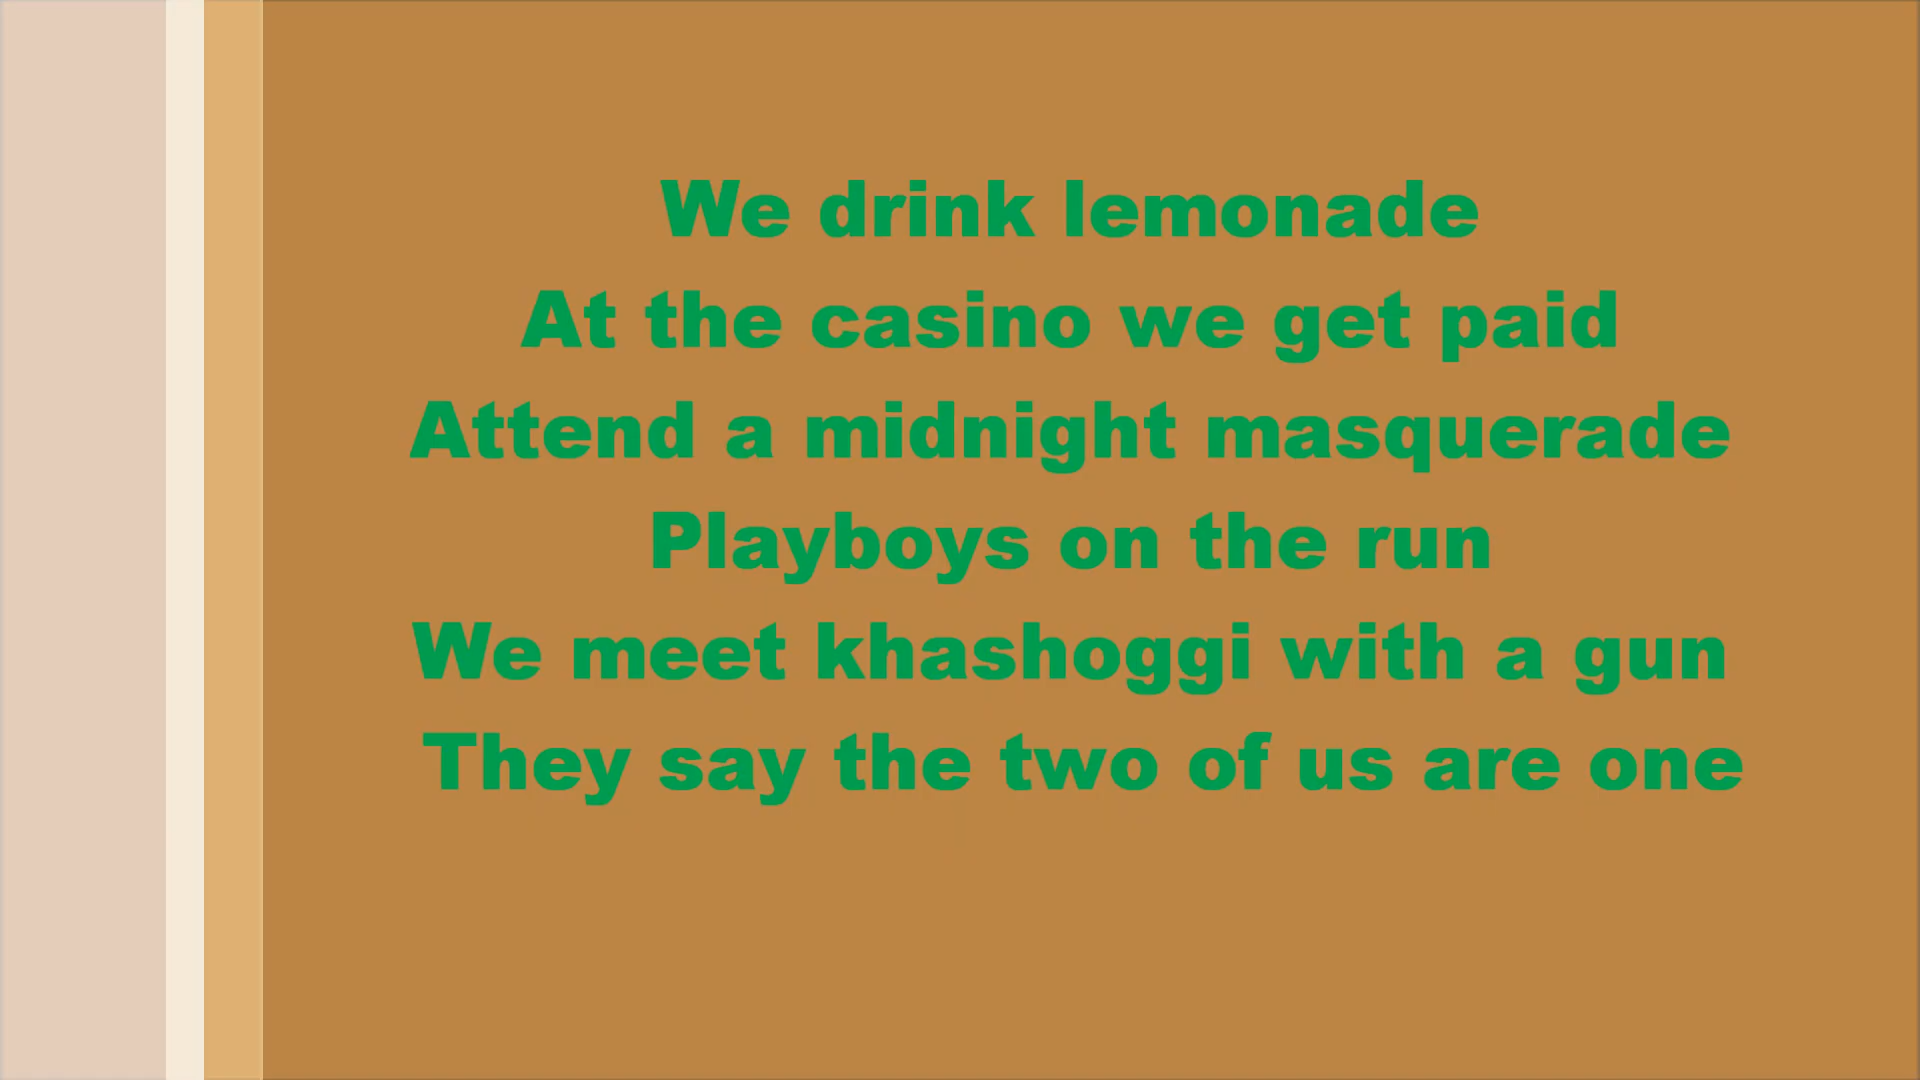 We drink lemonade
At the casino we get paid
Attend a midnight masquerade
Playboys on the run
We meet khashoggi with a gun
They say the two of us are one